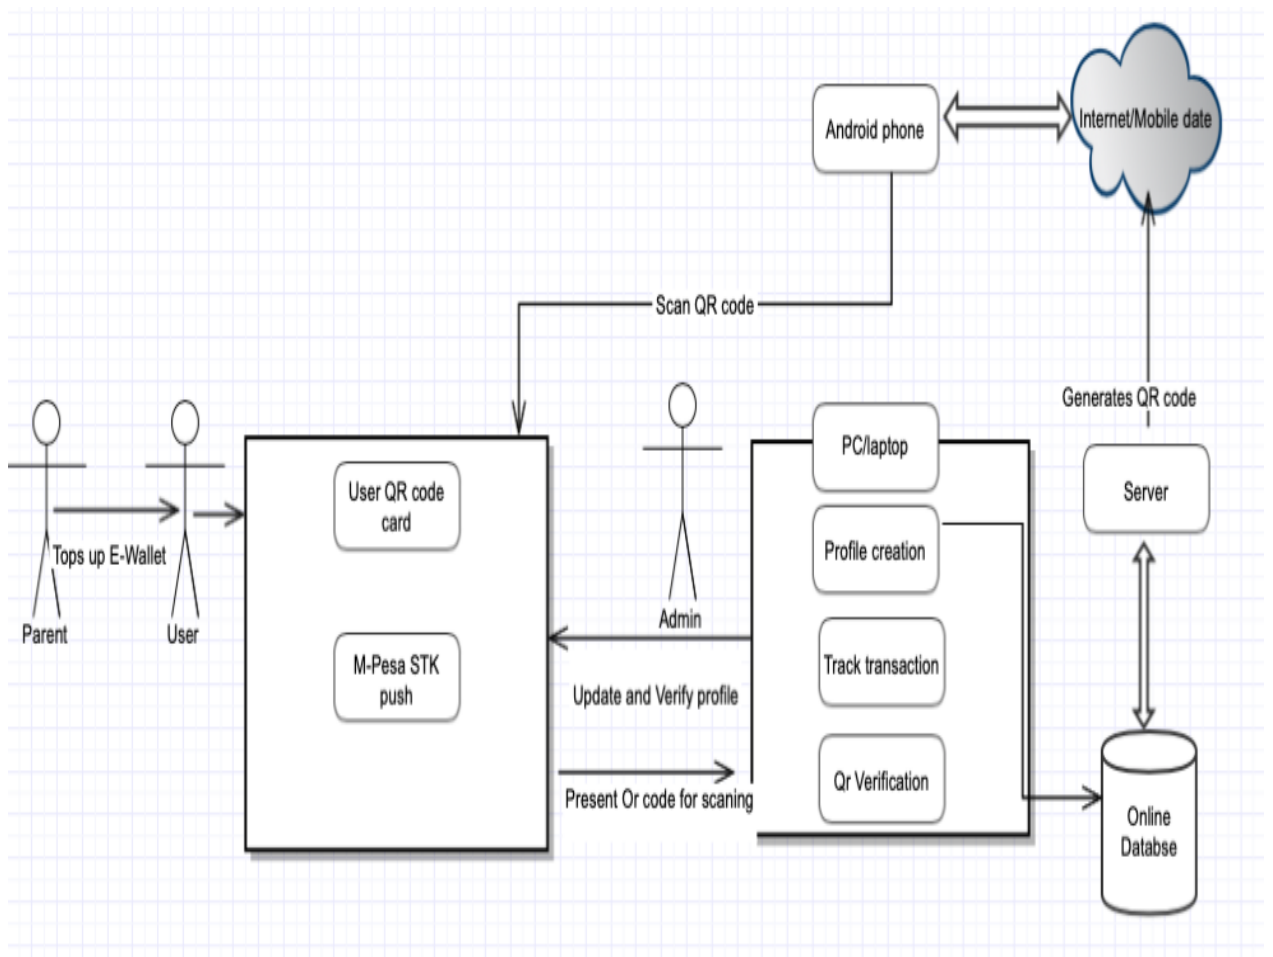 Android phone
Internet/Mobile date
Scan QR code
Generates QR code
PC/laptop
User QR code
card
Server
Profile creation
Tops up E-Wallet
Parent
User
Admin
M-Pesa STK
push
Track transaction
Update and Verify profile
Qr Verification
Present Or code for scaning
Online
Databse